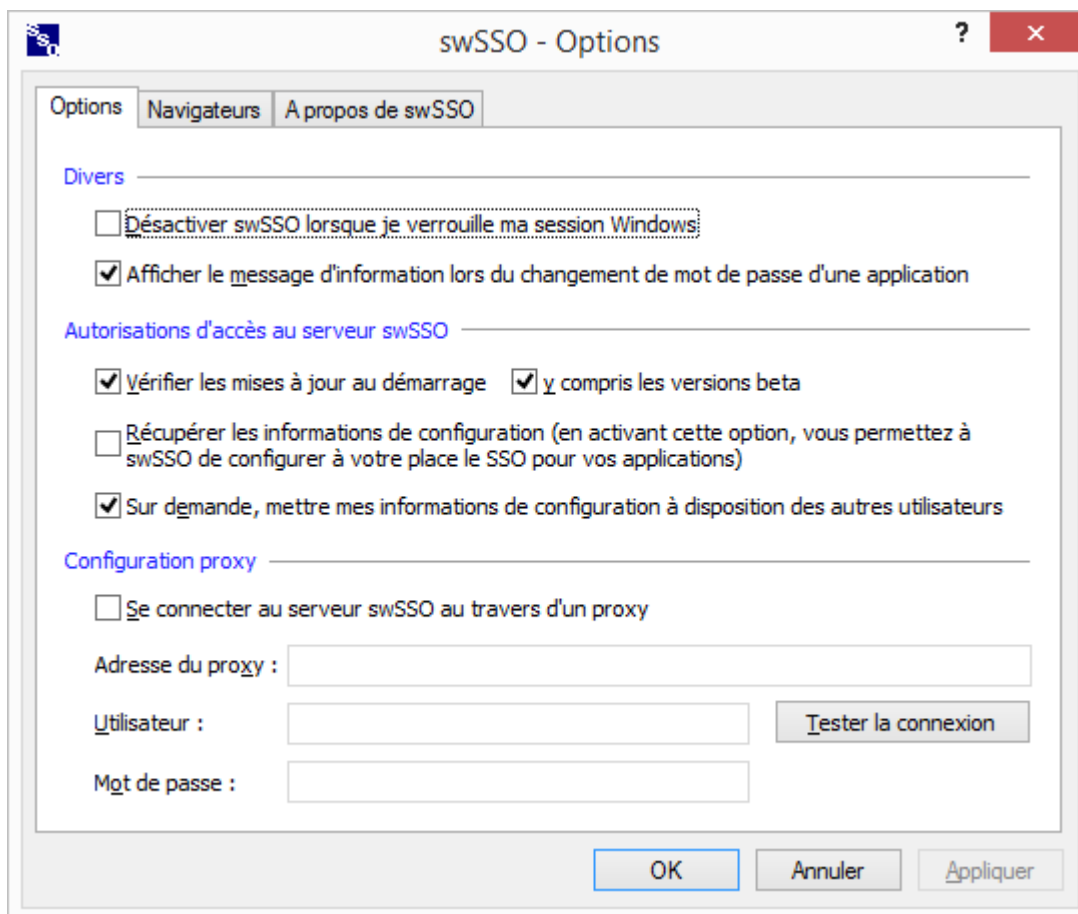 SSO
swSSO - Options
?
Options
Navigateurs
A propos de swSSO
Divers
Désactiver swSSO lorsque je verrouille ma session Windows
Afficher le message d'information lors du changement de mot de passe d'une application
Autorisations d'accès au serveur swSSO
Vérifier les mises à jour au démarrage
y compris les versions beta
Récupérer les informations de configuration (en activant cette option, vous permettez à
swSSO de configurer à votre place le SSO pour vos applications)
Sur demande, mettre mes informations de configuration à disposition des autres utilisateurs
Configuration proxy
Se connecter au serveur swSSO au travers d'un proxy
Adresse du proxy :
Utilisateur :
Tester la connexion
Mot de passe :
OK
Annuler
Appliquer